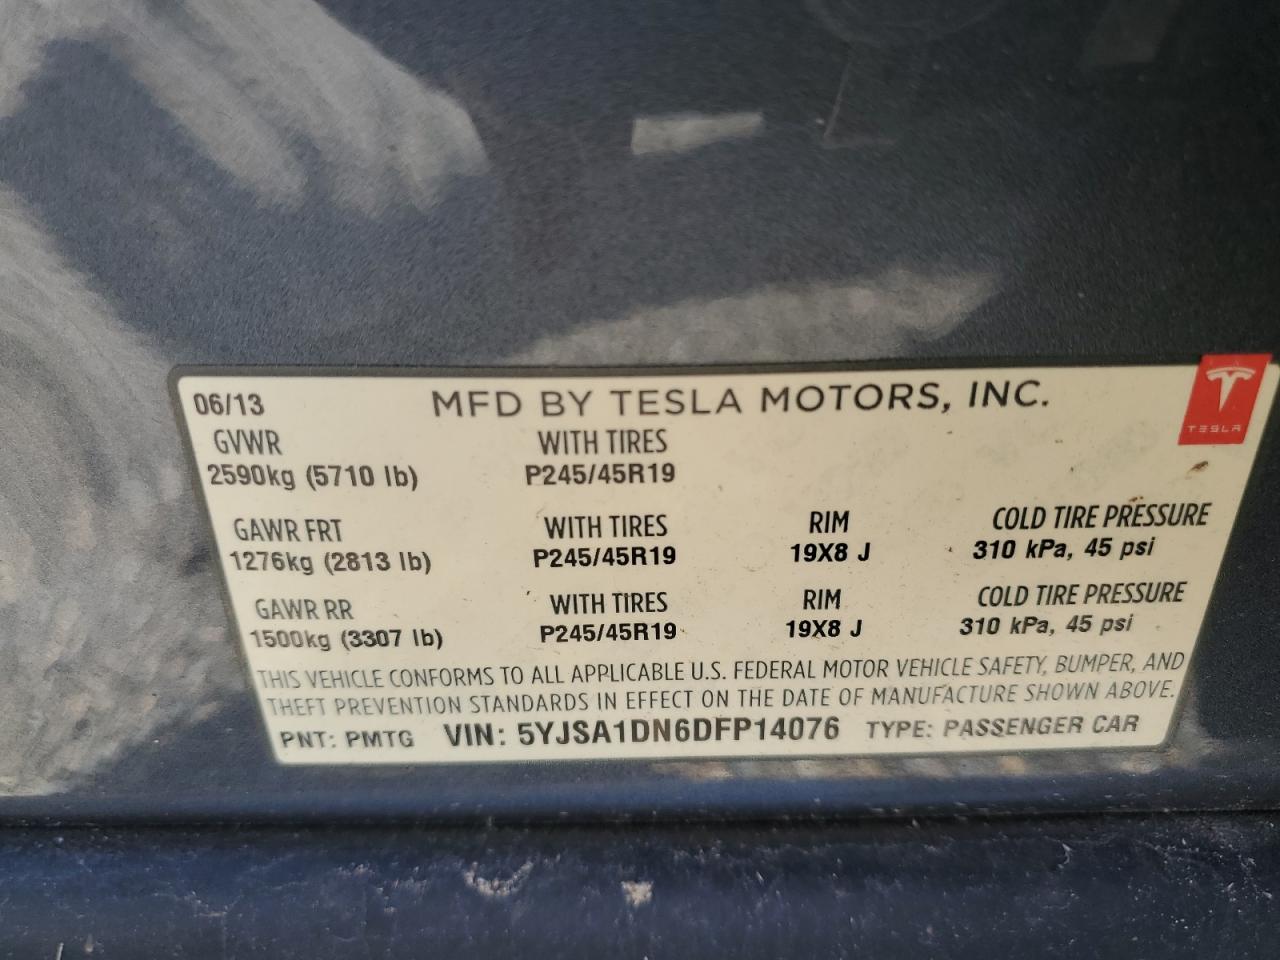 06/13 MFD BY TESLA MOTORS, INC.
TESLA
GVWR WITH TIRES
2590kg (5710 lb) P245/45R19
GAWR FRT WITH TIRES RIM COLD TIRE PRESSURE
1276kg (2813 lb) P245/45R19 19X8 J 310 kPa, 45 psi
GAWR RR WITH TIRES RIM COLD TIRE PRESSURE
1500kg (3307 lb) P245/45R19 19X8 J 310 kPa, 45 psi
THIS VEHICLE CONFORMS TO ALL APPLICABLE U.S. FEDERAL MOTOR VEHICLE SAFETY, BUMPER, AND
THEFT PREVENTION STANDARDS IN EFFECT ON THE DATE OF MANUFACTURE SHOWN ABOVE.
PNT: PMTG VIN: 5YJSA1DN6DFP14076 TYPE: PASSENGER CAR